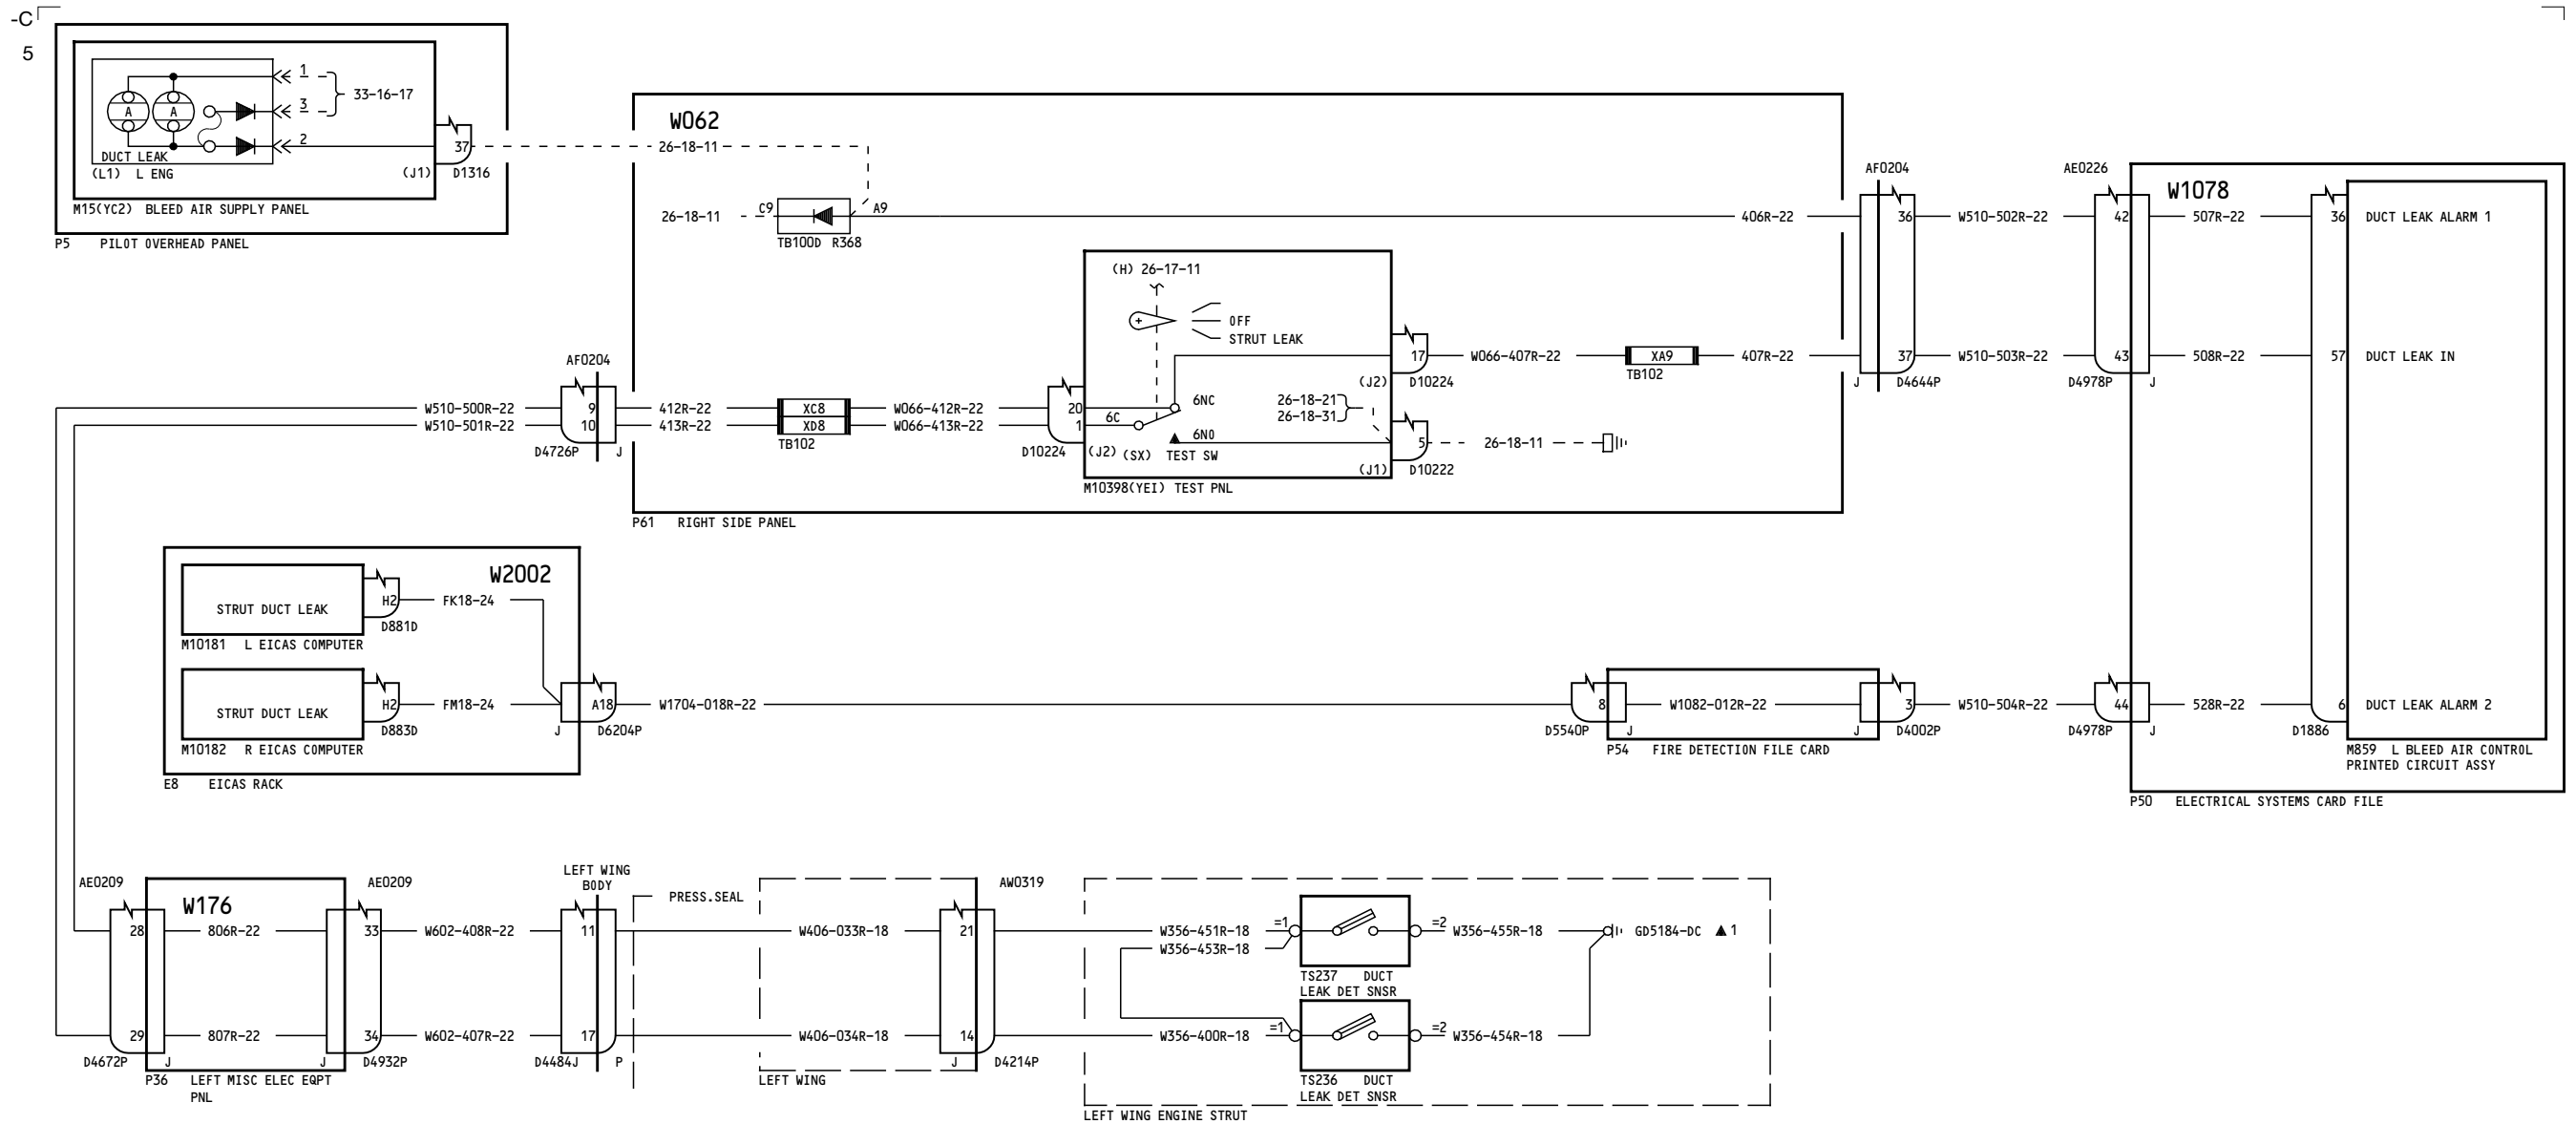 -C
5
1
3
33-16-17
2
A A
DUCT LEAK
(L1) L ENG
37
(J1) D1316
M15(YC2) BLEED AIR SUPPLY PANEL
P5 PILOT OVERHEAD PANEL
W062
26-18-11
26-18-11
C9
A9
TB100D R368
406R-22
AF0204
36
W510-502R-22
AE0226
42
W1078
507R-22
36
DUCT LEAK ALARM 1
(H) 26-17-11
OFF
STRUT LEAK
17
(J2) D10224
W066-407R-22
XA9
TB102
407R-22
37
J D4644P
W510-503R-22
43
D4978P J
508R-22
57
DUCT LEAK IN
AF0204
W510-500R-22
9
412R-22
XC8
W066-412R-22
20
W510-501R-22
10
413R-22
XD8
W066-413R-22
1
D4726P J
TB102
D10224 (J2)
6C
6NC
6NO
(SX) TEST SW
26-18-21
26-18-31
5
(J1) D10222
26-18-11
M10398(YEI) TEST PNL
P61 RIGHT SIDE PANEL
W2002
STRUT DUCT LEAK
H2
FK18-24
D881D
M10181 L EICAS COMPUTER
STRUT DUCT LEAK
H2
FM18-24
D883D
M10182 R EICAS COMPUTER
A18
J D6204P
W1704-018R-22
E8 EICAS RACK
8
D5540P J
W1082-012R-22
3
J D4002P
P54 FIRE DETECTION FILE CARD
W510-504R-22
44
D4978P J
528R-22
6
D1886
DUCT LEAK ALARM 2
M859 L BLEED AIR CONTROL
PRINTED CIRCUIT ASSY
P50 ELECTRICAL SYSTEMS CARD FILE
AE0209
W176
AE0209
28
806R-22
33
W602-408R-22
29
807R-22
34
W602-407R-22
D4672P J
J D4932P
P36 LEFT MISC ELEC EQPT
PNL
LEFT WING
BODY
11
17
D4484J P
PRESS.SEAL
W406-033R-18
W406-034R-18
LEFT WING
AW0319
21
14
J D4214P
W356-451R-18
W356-453R-18
W356-400R-18
=1
=2
W356-455R-18
GD5184-DC
1
TS237 DUCT
LEAK DET SNSR
=1
=2
W356-454R-18
TS236 DUCT
LEAK DET SNSR
LEFT WING ENGINE STRUT